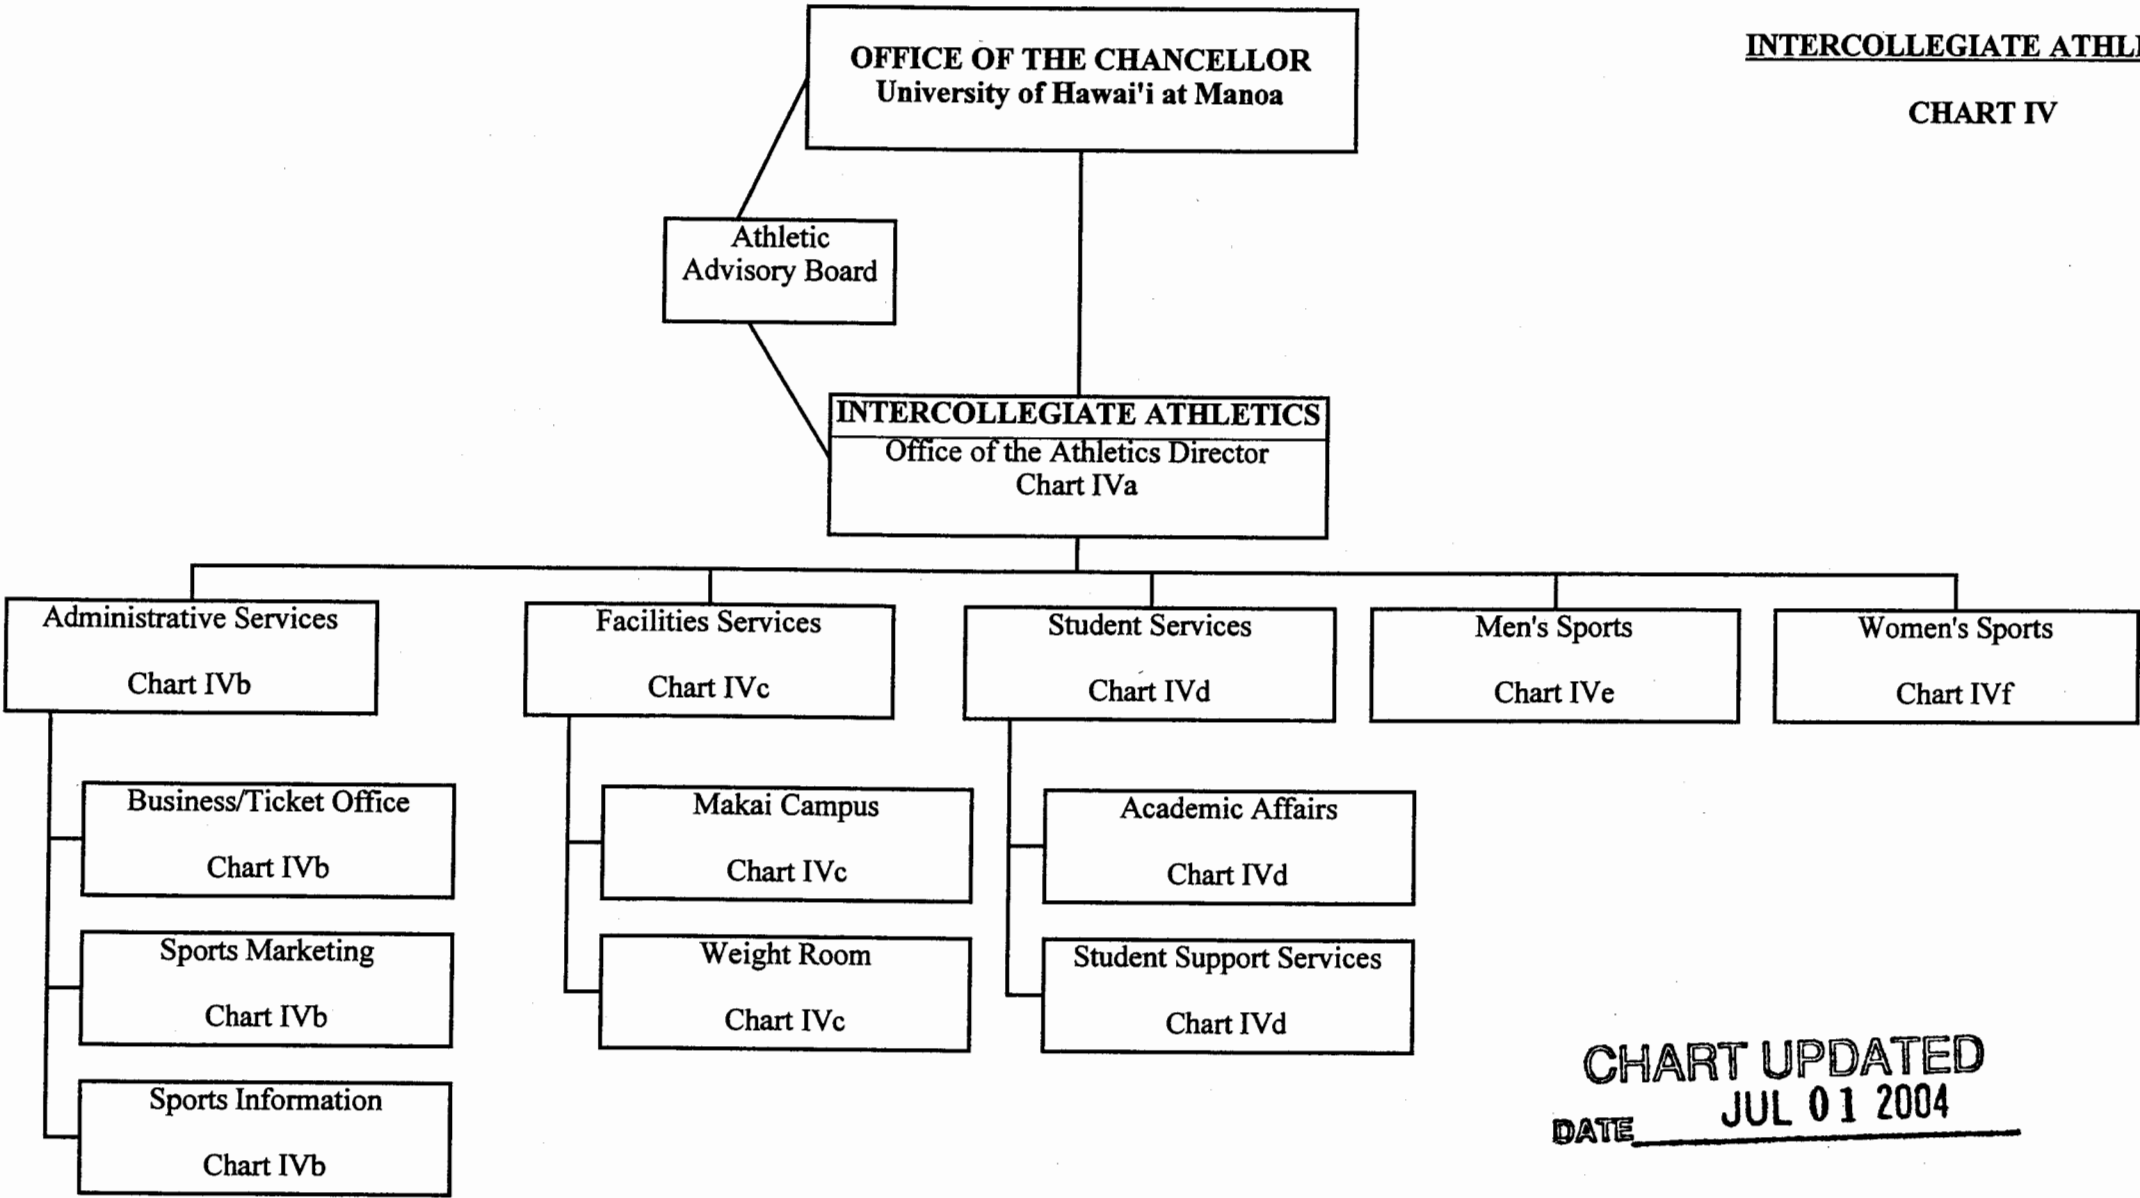 OFFICE OF THE CHANCELLOR
University of Hawai'i at Manoa
INTERCOLLEGIATE
CHART IV
Athletic
Advisory Board
INTERCOLLEGIATE ATHLETICS
Office of the Athletics Director
Chart IVa
Administrative Services
Chart IVb
Facilities Services
Chart IVc
Student Services
Chart IVd
Men's Sports
Chart IVe
Women's Sports
Chart IVf
Business/Ticket Office
Chart IVb
Sports Marketing
Chart IVb
Sports Information
Chart IVb
Makai Campus
Chart IVc
Weight Room
Chart IVc
Academic Affairs
Chart IVd
Student Support Services
Chart IVd
CHART UPDATED
DATE JUL 01 2004